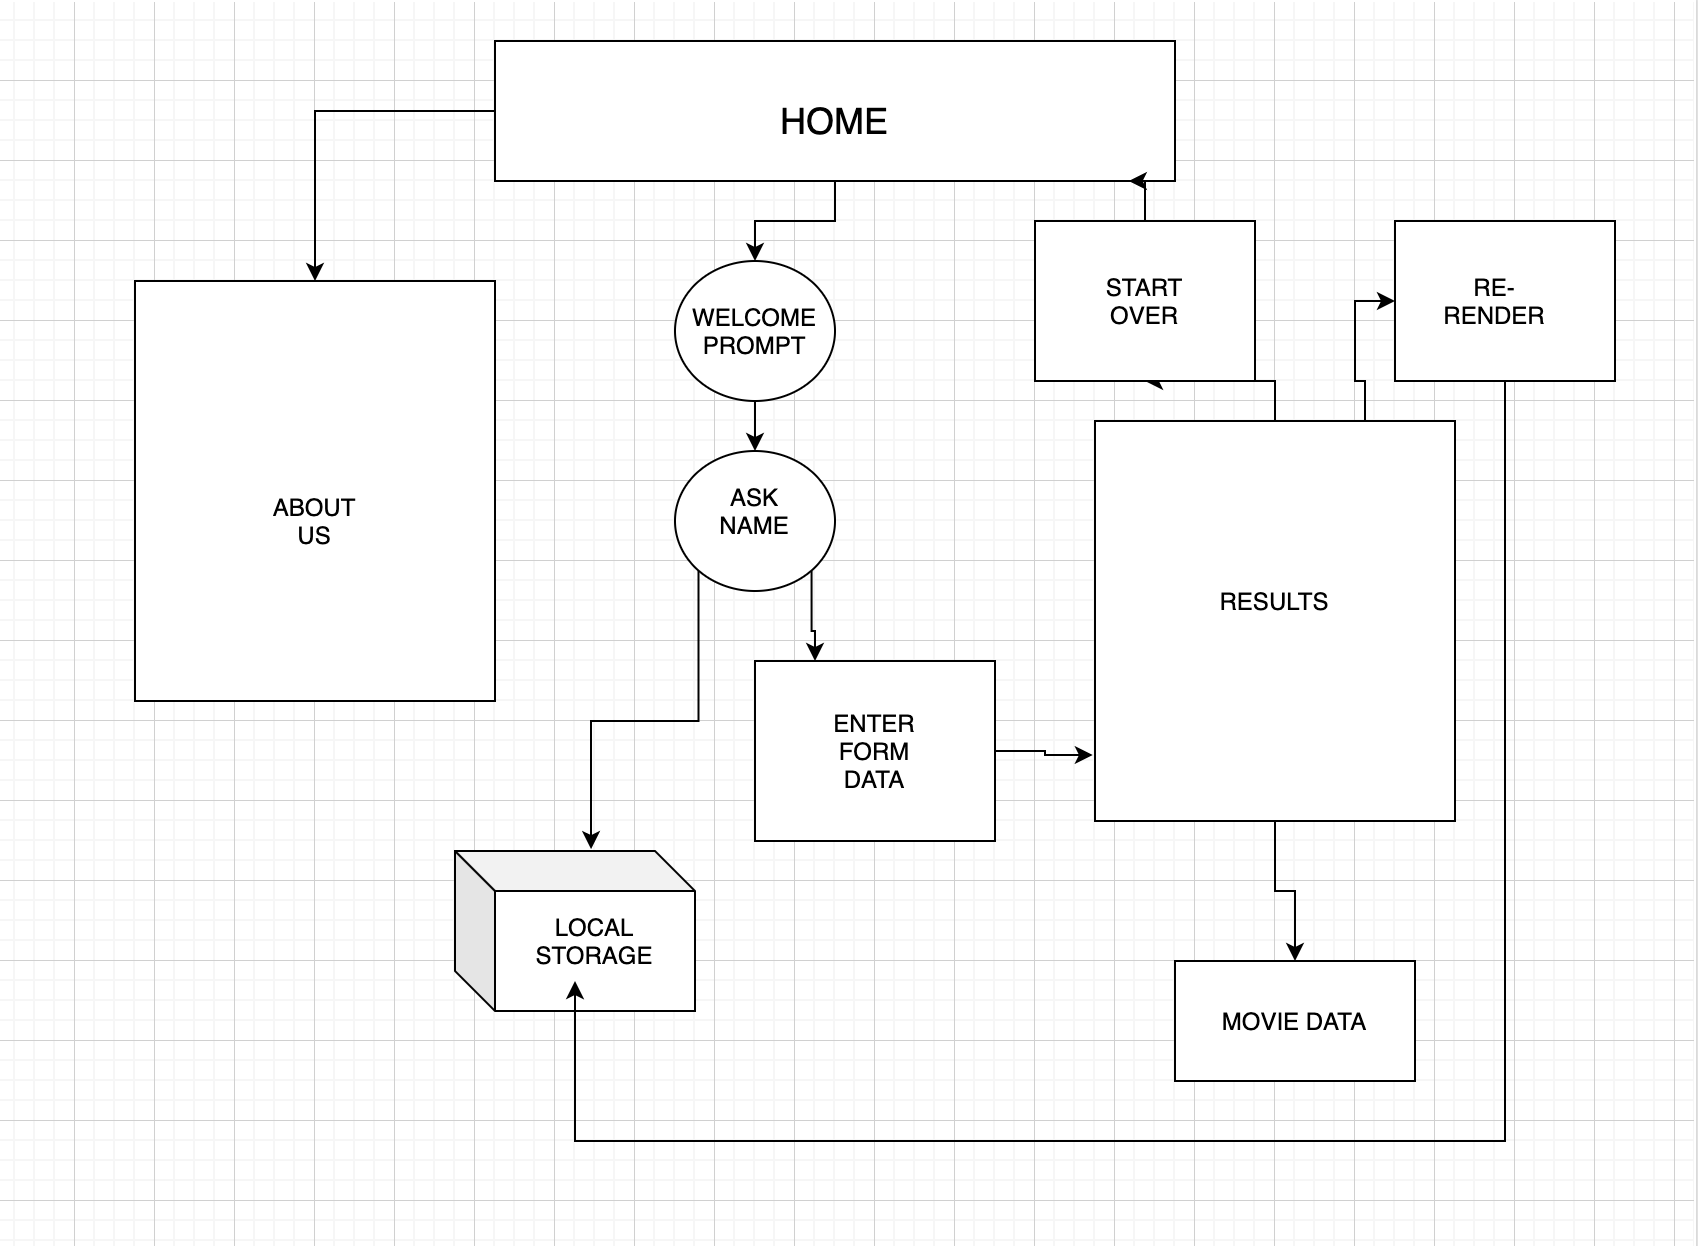 HOME
WELCOME
PROMPT
START
OVER
RE-
RENDER
ABOUT
US
ASK
NAME
RESULTS
ENTER
FORM
DATA
LOCAL
STORAGE
MOVIE DATA